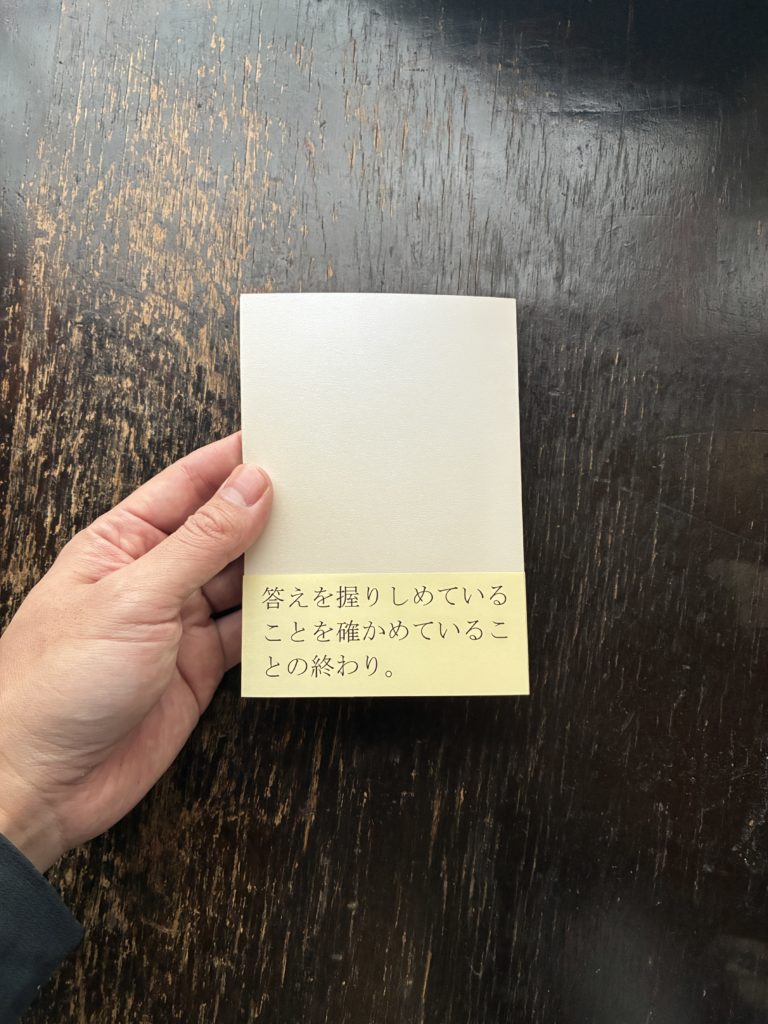 答えを握りしめている
ことを確かめているこ
との終わり。